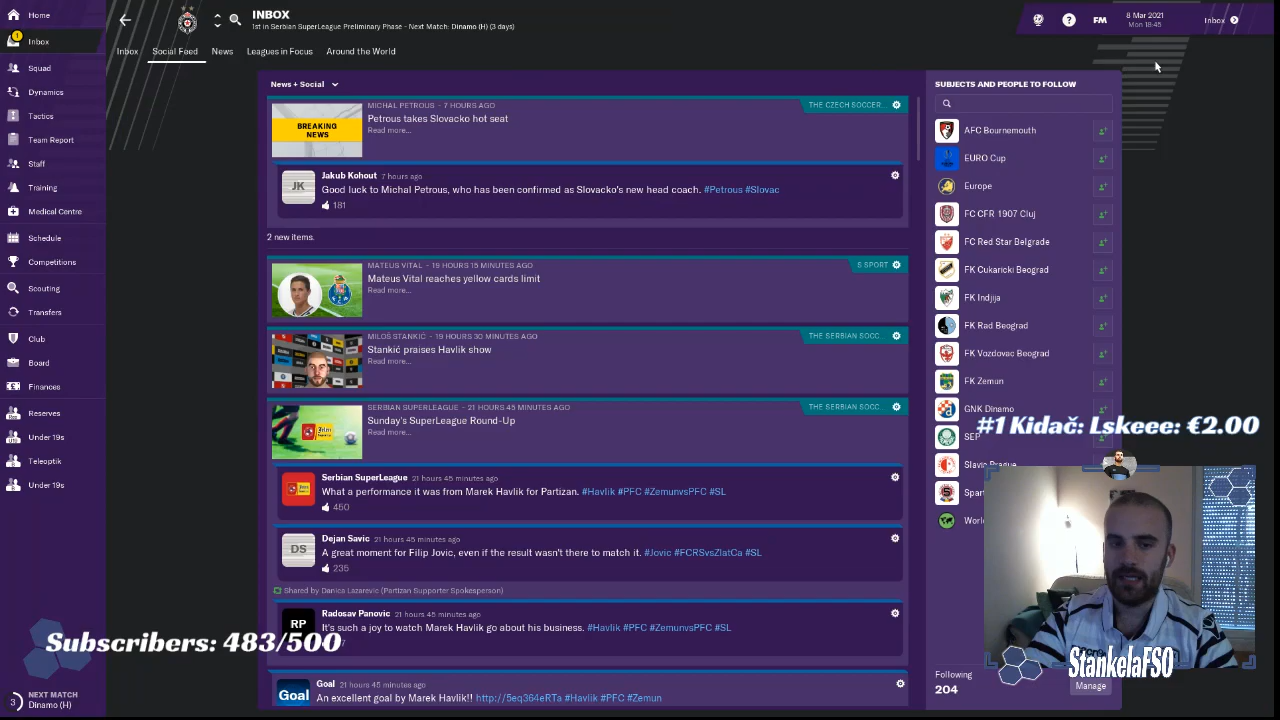 Home
Inbox
Squad
Dynamics
Tactics
Team Report
Staff
Training
Medical Centre
Schedule
Competitions
Scouting
Transfers
Club
Board
Finances
Reserves
Under 19s
Teleoptik
Under 19s
3 NEXT MATCH
Dinamo (H)
INBOX
1st in Serbian SuperLeague Preliminary Phase - Next Match: Dinamo (H) (3 days)
? FM 8 Mar 2021
Mon 18:45
Inbox
Inbox Social Feed News Leagues in Focus Around the World
News + Social
MICHAL PETROUS - 7 HOURS AGO
THE CZECH SOCCER...
BREAKING
NEWS
Petrous takes Slovacko hot seat
Read more...
JK
Jakub Kohout 7 hours ago
Good luck to Michal Petrous, who has been confirmed as Slovacko's new head coach. #Petrous #Slovac
181
2 new items.
MATEUS VITAL - 19 HOURS 15 MINUTES AGO
S SPORT
Mateus Vital reaches yellow cards limit
Read more...
MILOŠ STANKIĆ - 19 HOURS 30 MINUTES AGO
THE SERBIAN SOCC...
Stankić praises Havlik show
Read more...
SERBIAN SUPERLEAGUE - 21 HOURS 45 MINUTES AGO
THE SERBIAN SOCC...
Sunday's SuperLeague Round-Up
Read more...
Serbian SuperLeague 21 hours 45 minutes ago
What a performance it was from Marek Havlik for Partizan. #Havlik #PFC #ZemunvsPFC #SL
450
DS
Dejan Savic 21 hours 45 minutes ago
A great moment for Filip Jovic, even if the result wasn't there to match it. #Jovic #FCRSvsZlatCa #SL
235
Shared by Danica Lazarevic (Partizan Supporter Spokesperson)
RP
Radosav Panovic 21 hours 45 minutes ago
It's such a joy to watch Marek Havlik go about his business. #Havlik #PFC #ZemunvsPFC #SL
Goal
Goal 21 hours 45 minutes ago
An excellent goal by Marek Havlik!! http://5eq364eRTa #Havlik #PFC #Zemun
SUBJECTS AND PEOPLE TO FOLLOW
AFC Bournemouth
EURO Cup
Europe
FC CFR 1907 Cluj
FC Red Star Belgrade
FK Cukaricki Beograd
FK Indjija
FK Rad Beograd
FK Vozdovac Beograd
FK Zemun
GNK Dinamo
SEP
Slavia Prague
Spart
Worl
Following
204
Manage
#1 Kidač: Lskeee: €2.00
Subscribers: 483/500
StankelaFSO